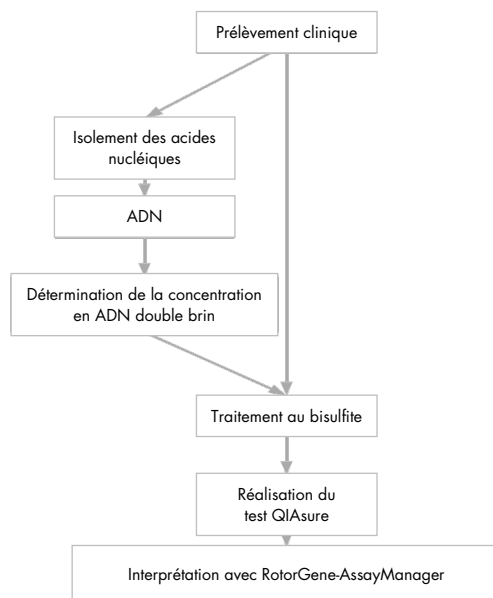 Prélèvement clinique
Isolement des acides
nucléiques
ADN
Détermination de la concentration
en ADN double brin
Traitement au bisulfite
Réalisation du
test QIAsure
Interprétation avec RotorGene-AssayManager